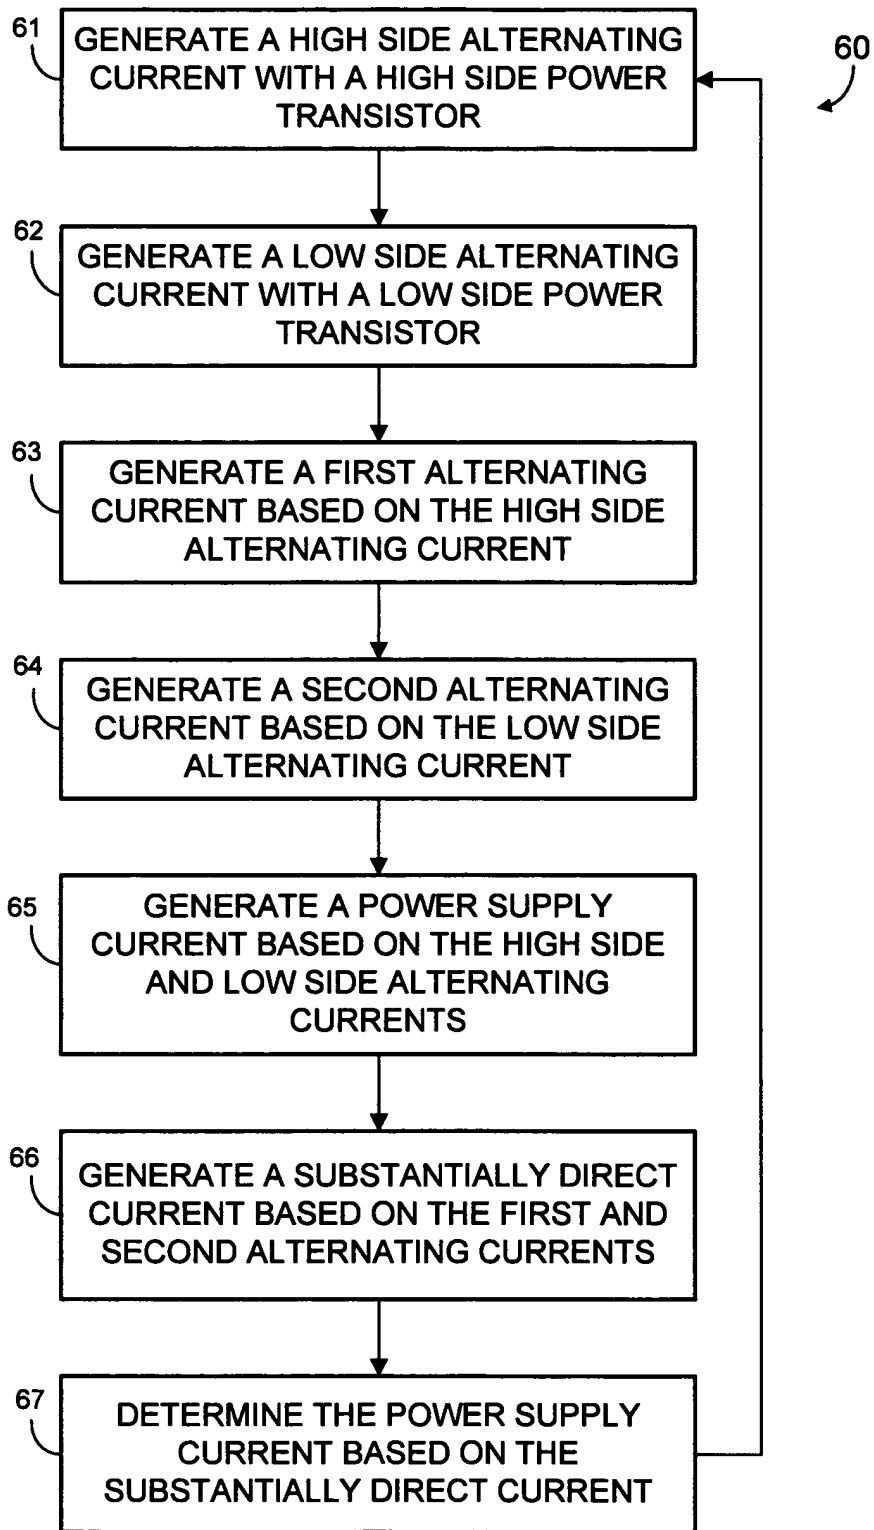 61
GENERATE A HIGH SIDE ALTERNATING
CURRENT WITH A HIGH SIDE POWER
TRANSISTOR
60
62
GENERATE A LOW SIDE ALTERNATING
CURRENT WITH A LOW SIDE POWER
TRANSISTOR
63
GENERATE A FIRST ALTERNATING
CURRENT BASED ON THE HIGH SIDE
ALTERNATING CURRENT
64
GENERATE A SECOND ALTERNATING
CURRENT BASED ON THE LOW SIDE
ALTERNATING CURRENT
65
GENERATE A POWER SUPPLY
CURRENT BASED ON THE HIGH SIDE
AND LOW SIDE ALTERNATING
CURRENTS
66
GENERATE A SUBSTANTIALLY DIRECT
CURRENT BASED ON THE FIRST AND
SECOND ALTERNATING CURRENTS
67
DETERMINE THE POWER SUPPLY
CURRENT BASED ON THE
SUBSTANTIALLY DIRECT CURRENT